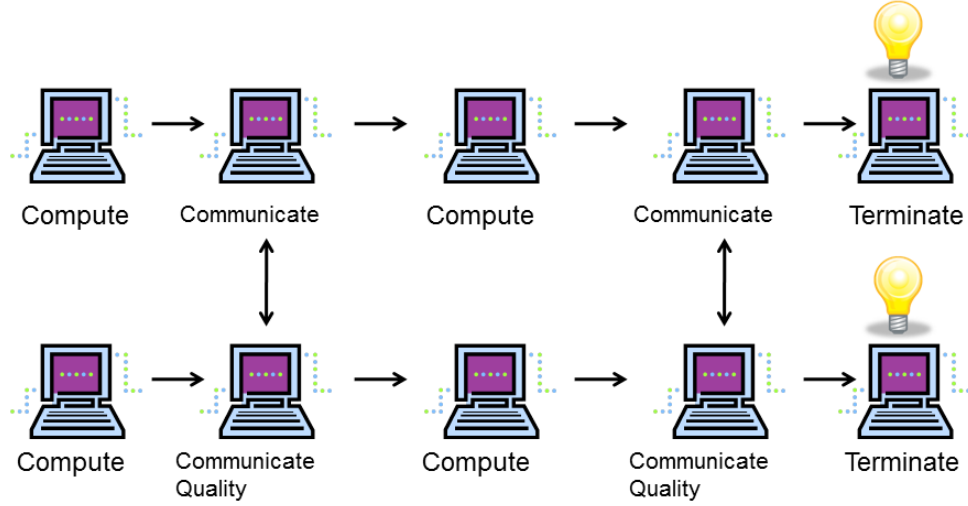 Compute
Communicate
Compute
Communicate
Terminate
Compute
Communicate
Quality
Compute
Communicate
Quality
Terminate